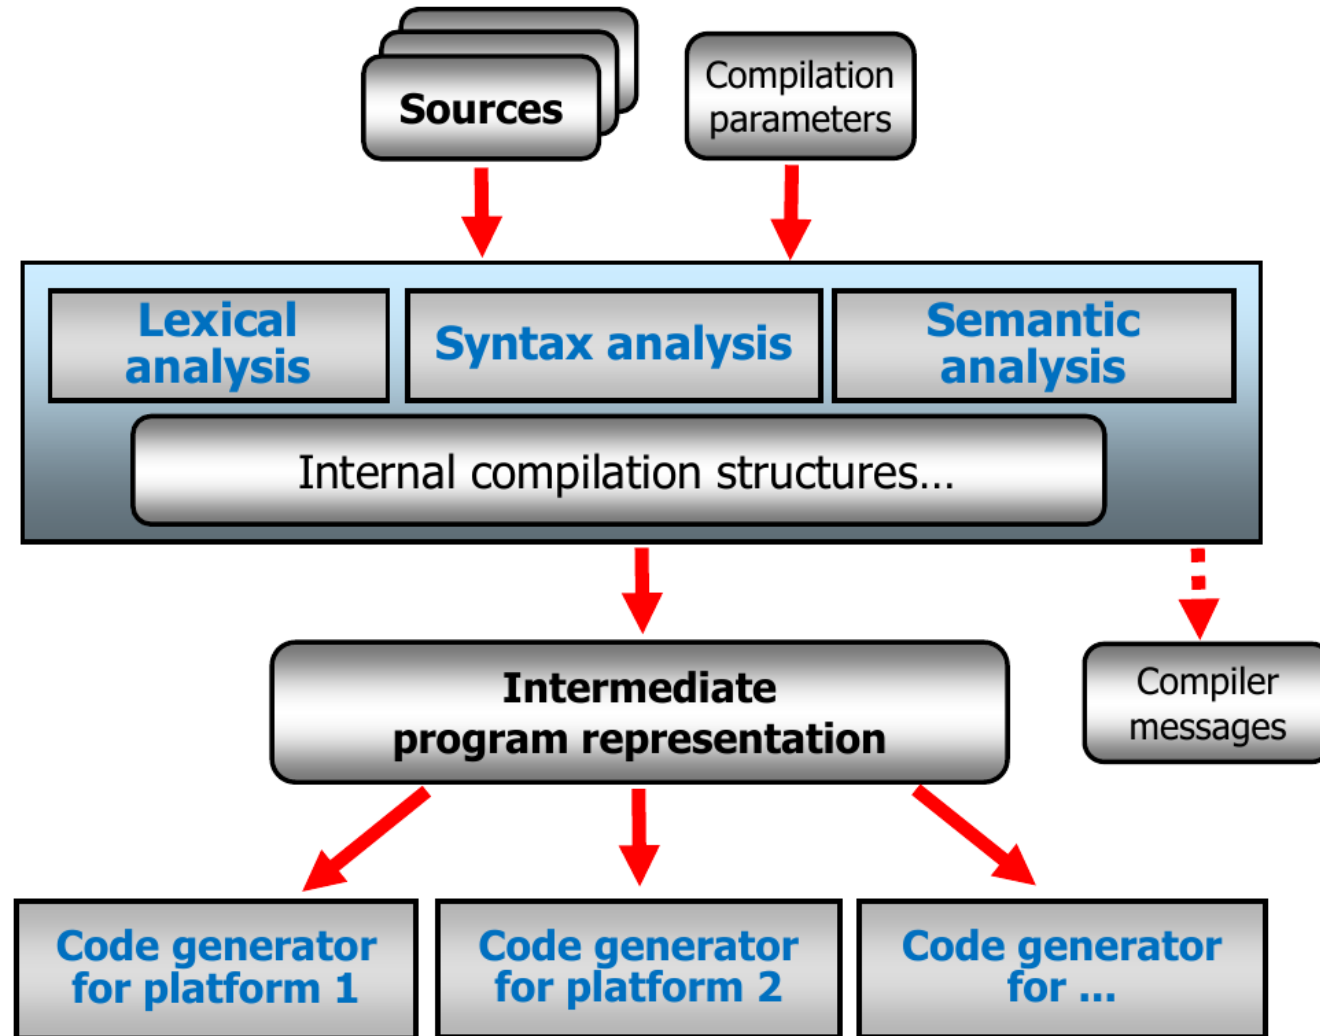 Sources
Compilation
parameters
Lexical
analysis
Syntax analysis
Semantic
analysis
Internal compilation structures...
Intermediate
program representation
Compiler
messages
Code generator
for platform 1
Code generator
for platform 2
Code generator
for ...